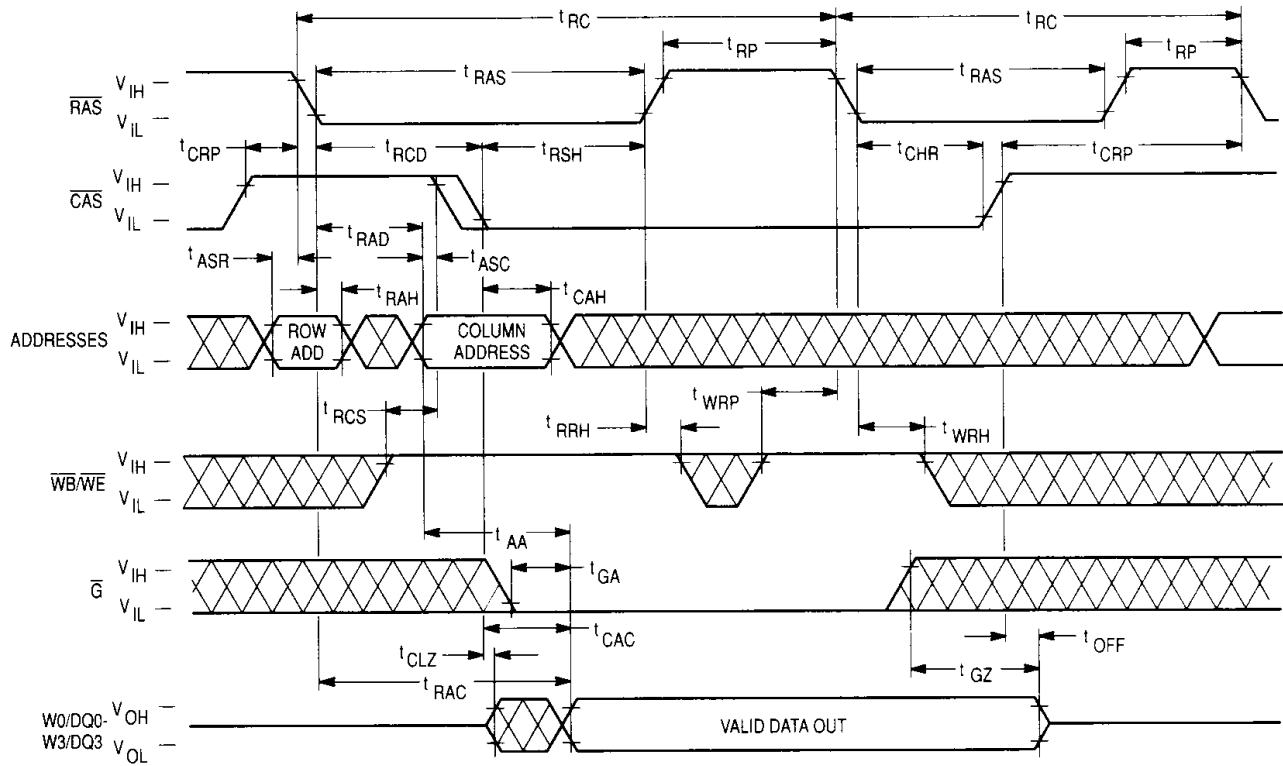 t RC t RC
t RP t RP
t RAS t RAS
RAS V IH
V IL
t CRP t RCD t RSH t CHR t CRP
CAS V IH
V IL
t RAD
t ASR t ASC
t RAH t CAH
ADDRESSES V IH
V IL
ROW ADD
COLUMN ADDRESS
t RCS t RRH t WRP t WRH
WB/WE V IH
V IL
t AA
G V IH
V IL
t GA
t CAC
t CLZ t OFF
t RAC t GZ
W0/DQ0- V OH
W3/DQ3 V OL
VALID DATA OUT